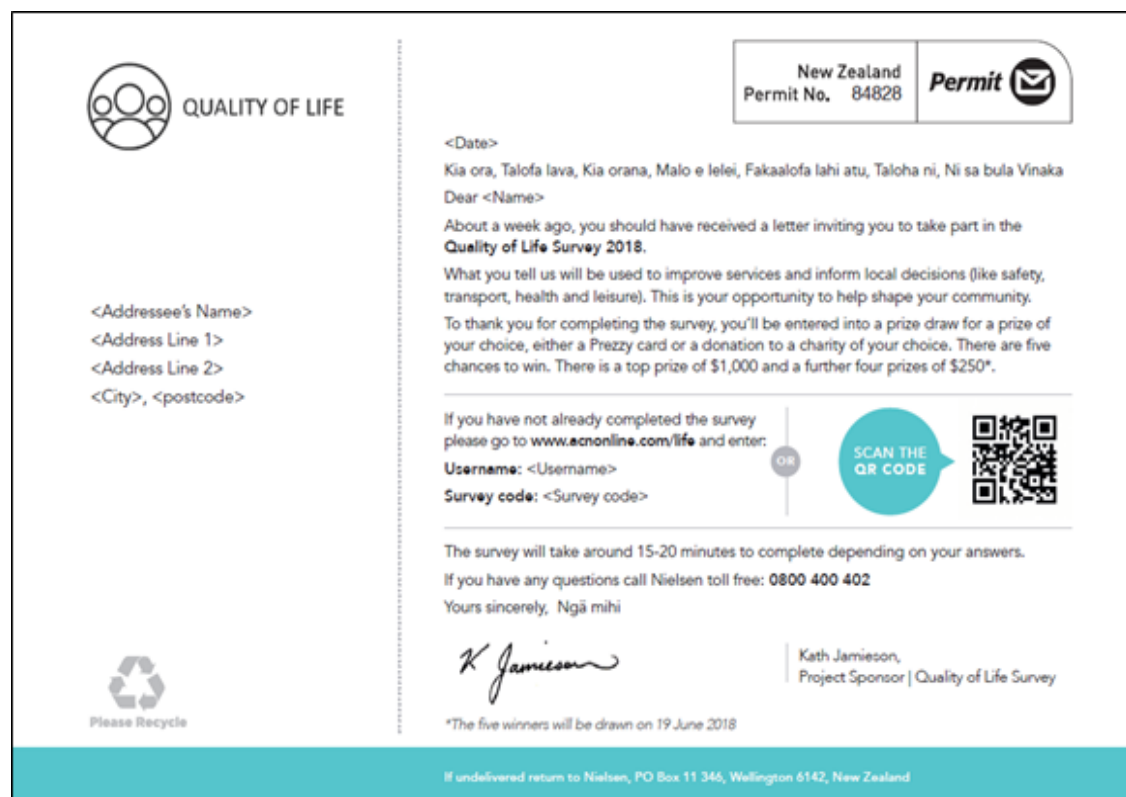 QUALITY OF LIFE
<Addressee's Name>
<Address Line 1>
<Address Line 2>
<City>, <postcode>
Please Recycle
New Zealand
Permit No. 84828
Permit
<Date>
Kia ora, Talofa lava, Kia orana, Malo e lelei, Fakaalofa lahi atu, Taloha ni, Ni sa bula Vinaka
Dear <Name>
About a week ago, you should have received a letter inviting you to take part in the
Quality of Life Survey 2018.
What you tell us will be used to improve services and inform local decisions (like safety,
transport, health and leisure). This is your opportunity to help shape your community.
To thank you for completing the survey, you'll be entered into a prize draw for a prize of
your choice, either a Prezzy card or a donation to a charity of your choice. There are five
chances to win. There is a top prize of $1,000 and a further four prizes of $250*.
If you have not already completed the survey
please go to www.acnonline.com/life and enter:
Username: <Username>
Survey code: <Survey code>
OR
SCAN THE
QR CODE
The survey will take around 15-20 minutes to complete depending on your answers.
If you have any questions call Nielsen toll free: 0800 400 402
Yours sincerely, Ngā mihi
K Jamieson
Kath Jamieson,
Project Sponsor | Quality of Life Survey
*The five winners will be drawn on 19 June 2018
If undelivered return to Nielsen, PO Box 11 346, Wellington 6142, New Zealand